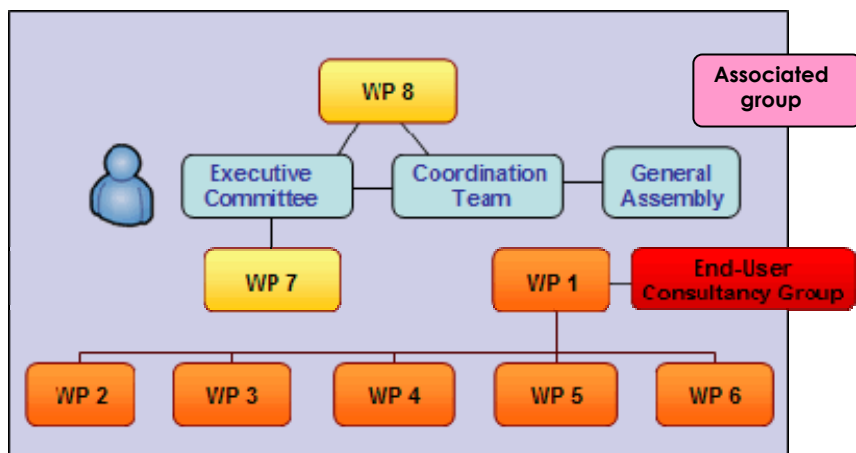 WP 8
Associated
group
Executive
Committee
Coordination
Team
General
Assembly
WP 7
WP 1
End-User
Consultancy Group
WP 2
WP 3
WP 4
WP 5
WP 6